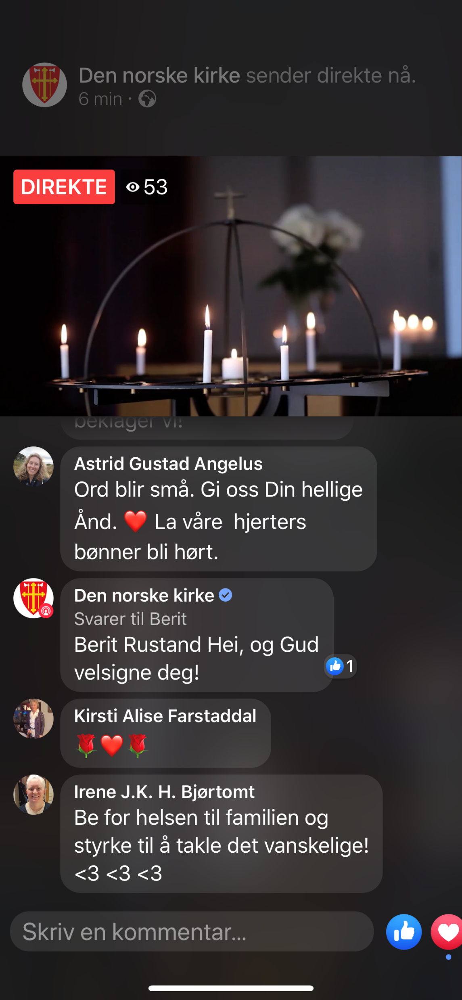 Den norske kirke sender direkte nå.
6 min ·
DIREKTE 53
beklager vi!
Astrid Gustad Angelus
Ord blir små. Gi oss Din hellige
Ånd. ❤️ La våre  hjerters
bønner bli hørt.
Den norske kirke
Svarer til Berit
Berit Rustand Hei, og Gud
velsigne deg!
1
Kirsti Alise Farstaddal
🌹❤️🌹
Irene J.K. H. Bjørtomt
Be for helsen til familien og
styrke til å takle det vanskelige!
<3 <3 <3
Skriv en kommentar...